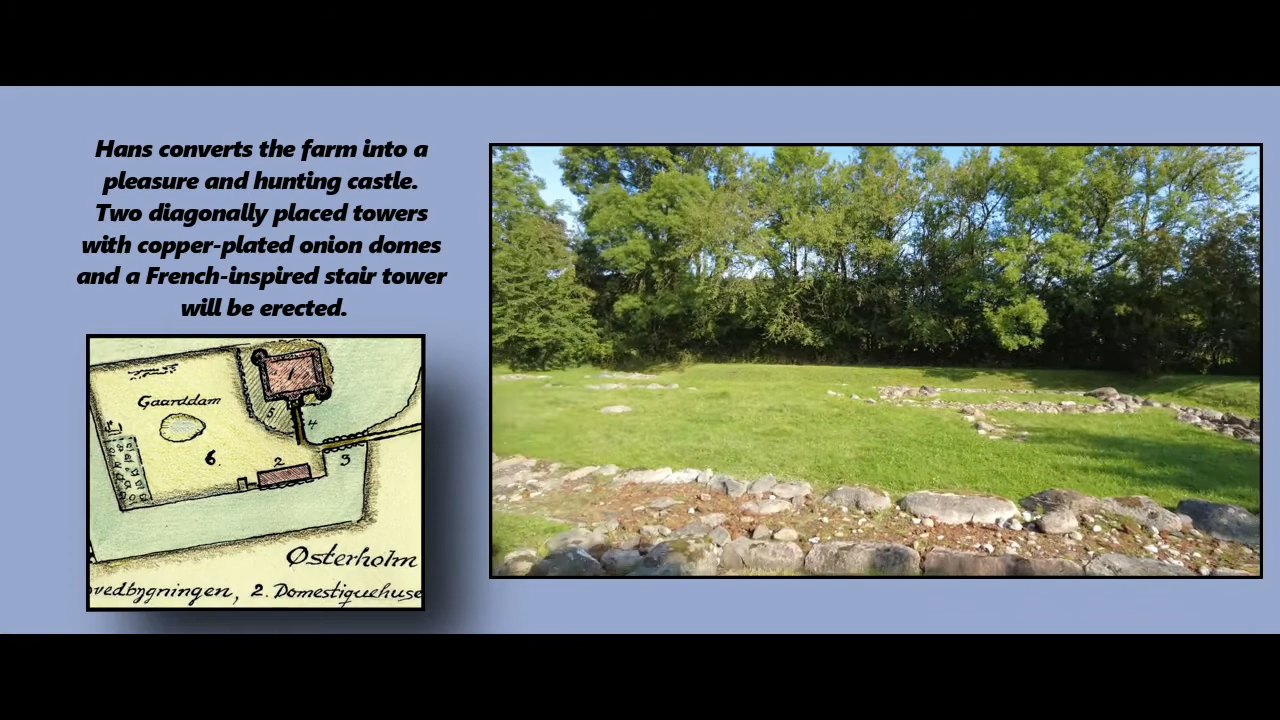 Hans converts the farm into a
pleasure and hunting castle.
Two diagonally placed towers
with copper-plated onion domes
and a French-inspired stair tower
will be erected.
1
Gaarddam
5
4
6.
2
3
Østerholm
vedbygningen, 2. Domestiquehuse